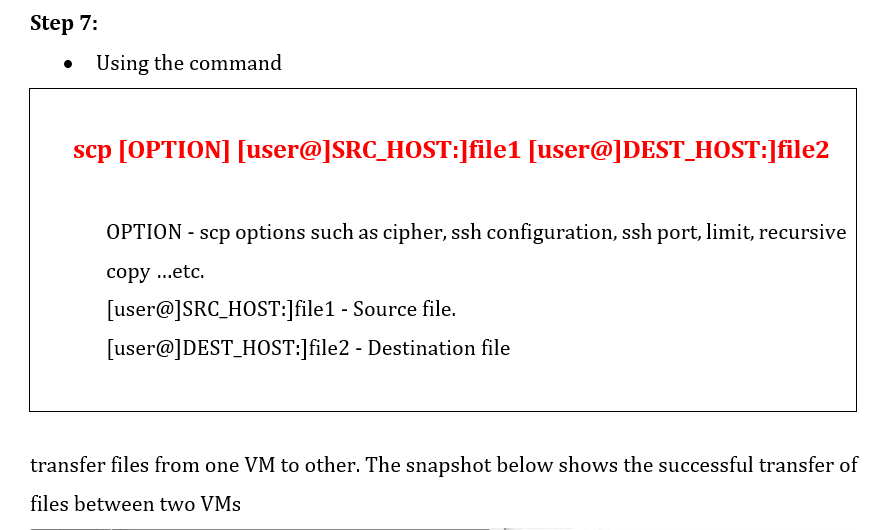 Step 7:
• Using the command
scp [OPTION] [user@]SRC_HOST:]file1 [user@]DEST_HOST:]file2
OPTION - scp options such as cipher, ssh configuration, ssh port, limit, recursive
copy …etc.
[user@]SRC_HOST:]file1 - Source file.
[user@]DEST_HOST:]file2 - Destination file
transfer files from one VM to other. The snapshot below shows the successful transfer of
files between two VMs